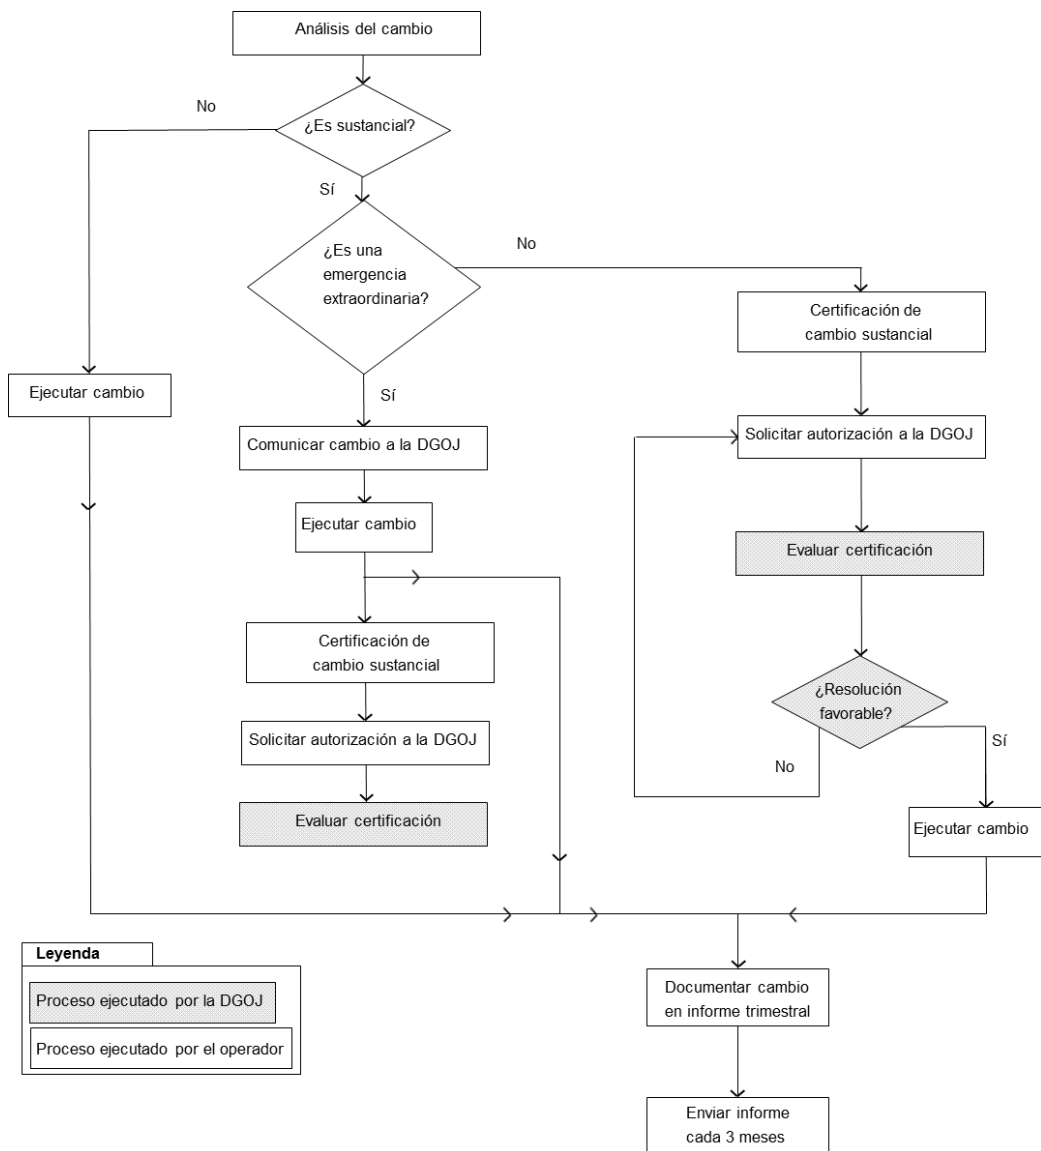 Análisis del cambio
No
¿Es sustancial?
Sí
¿Es una
emergencia
extraordinaria?
No
Certificación de
cambio sustancial
Ejecutar cambio
Sí
Comunicar cambio a la DGOJ
Solicitar autorización a la DGOJ
Ejecutar cambio
Evaluar certificación
Certificación de
cambio sustancial
¿Resolución
favorable?
Solicitar autorización a la DGOJ
Sí
No
Evaluar certificación
Ejecutar cambio
Leyenda
Proceso ejecutado por la DGOJ
Proceso ejecutado por el operador
Documentar cambio
en informe trimestral
Enviar informe
cada 3 meses